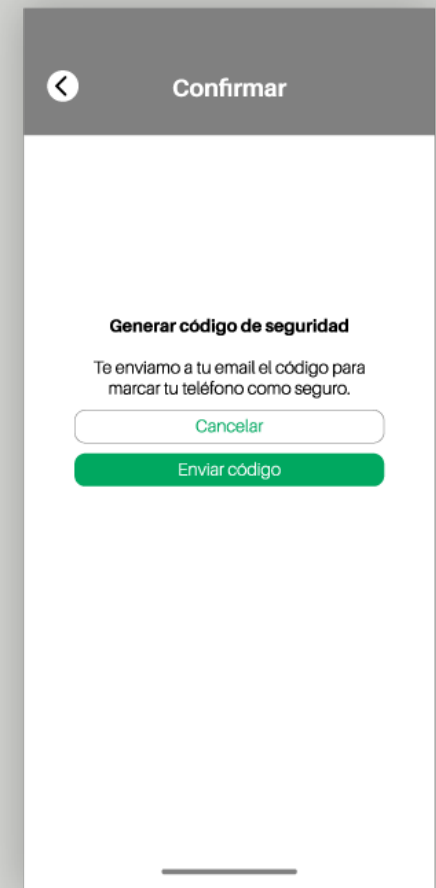 Confirmar
Generar código de seguridad
Te enviamo a tu email el código para
marcar tu teléfono como seguro.
Cancelar
Enviar código